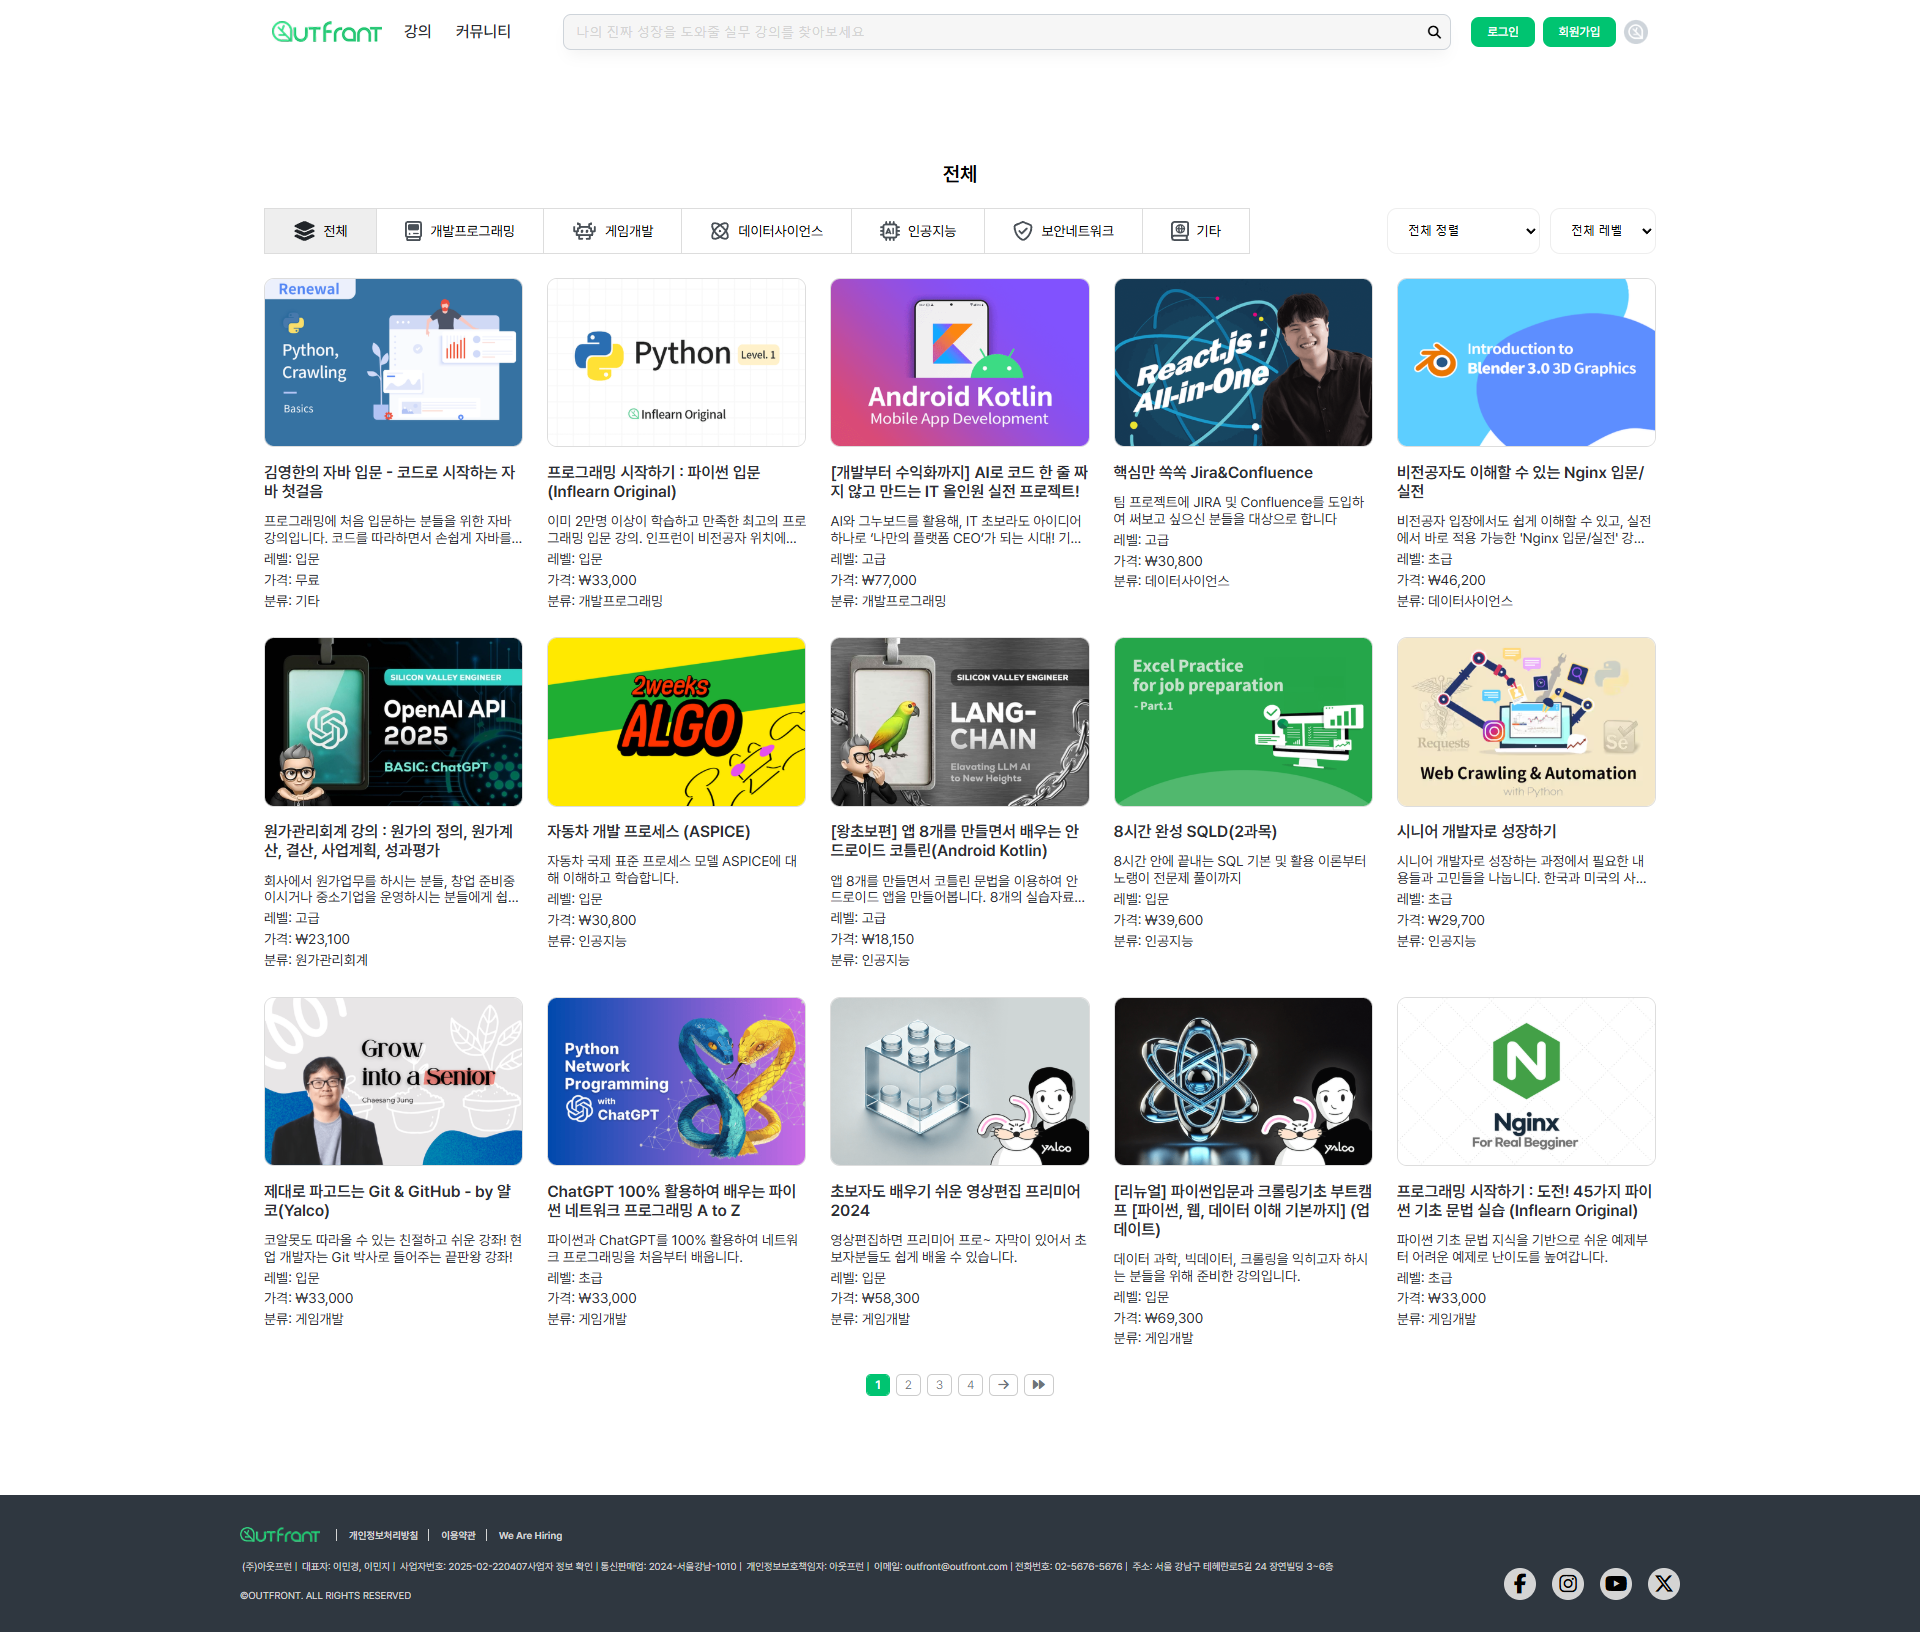 OUTFRANT
강의
커뮤니티
나의 진짜 성장을 도와줄 실무 강의를 찾아보세요
로그인
회원가입
전체
전체
개발프로그래밍
게임개발
데이터사이언스
인공지능
보안네트워크
기타
전체 정렬
전체 레벨
Renewal
Python,
Crawling
Basics
Python Level. 1
Inflearn Original
Android Kotlin
Mobile App Development
React.js :
All-in-One
Introduction to
Blender 3.0 3D Graphics
김영한의 자바 입문 - 코드로 시작하는 자
바 첫걸음
프로그래밍에 처음 입문하는 분들을 위한 자바
강의입니다. 코드를 따라하면서 손쉽게 자바를...
레벨: 입문
가격: 무료
분류: 기타
프로그래밍 시작하기 : 파이썬 입문
(Inflearn Original)
이미 2만명 이상이 학습하고 만족한 최고의 프로
그래밍 입문 강의. 인프런이 비전공자 위치에...
레벨: 입문
가격: ₩33,000
분류: 개발프로그래밍
[개발부터 수익화까지] AI로 코드 한 줄 짜
지 않고 만드는 IT 올인원 실전 프로젝트!
AI와 그누보드를 활용해, IT 초보라도 아이디어
하나로 ‘나만의 플랫폼 CEO’가 되는 시대! 기...
레벨: 고급
가격: ₩77,000
분류: 개발프로그래밍
핵심만 쏙쏙 Jira&Confluence
팀 프로젝트에 JIRA 및 Confluence를 도입하
여 써보고 싶으신 분들을 대상으로 합니다
레벨: 고급
가격: ₩30,800
분류: 데이터사이언스
비전공자도 이해할 수 있는 Nginx 입문/
실전
비전공자 입장에서도 쉽게 이해할 수 있고, 실전
에서 바로 적용 가능한 'Nginx 입문/실전' 강...
레벨: 초급
가격: ₩46,200
분류: 데이터사이언스
SILICON VALLEY ENGINEER
OpenAI API
2025
BASIC: ChatGPT
2weeks
ALGO
SILICON VALLEY ENGINEER
LANG-
CHAIN
Elavating LLM AI
to New Heights
Excel Practice
for job preparation
- Part.1
Requests
Se
Web Crawling & Automation
with Python
원가관리회계 강의 : 원가의 정의, 원가계
산, 결산, 사업계획, 성과평가
회사에서 원가업무를 하시는 분들, 창업 준비중
이시거나 중소기업을 운영하시는 분들에게 쉽...
레벨: 고급
가격: ₩23,100
분류: 원가관리회계
자동차 개발 프로세스 (ASPICE)
자동차 국제 표준 프로세스 모델 ASPICE에 대
해 이해하고 학습합니다.
레벨: 입문
가격: ₩30,800
분류: 인공지능
[왕초보편] 앱 8개를 만들면서 배우는 안
드로이드 코틀린(Android Kotlin)
앱 8개를 만들면서 코틀린 문법을 이용하여 안
드로이드 앱을 만들어봅니다. 8개의 실습자료...
레벨: 고급
가격: ₩18,150
분류: 인공지능
8시간 완성 SQLD(2과목)
8시간 안에 끝내는 SQL 기본 및 활용 이론부터
노랭이 전문제 풀이까지
레벨: 입문
가격: ₩39,600
분류: 인공지능
시니어 개발자로 성장하기
시니어 개발자로 성장하는 과정에서 필요한 내
용들과 고민들을 나눕니다. 한국과 미국의 사...
레벨: 초급
가격: ₩29,700
분류: 인공지능
Grow
into a Senior
Chaesang Jung
Python
Network
Programming
with
ChatGPT
yalco
yalco
Nginx
For Real Begginer
제대로 파고드는 Git & GitHub - by 얄
코(Yalco)
코알못도 따라올 수 있는 친절하고 쉬운 강좌! 현
업 개발자는 Git 박사로 들어주는 끝판왕 강좌!
레벨: 입문
가격: ₩33,000
분류: 게임개발
ChatGPT 100% 활용하여 배우는 파이
썬 네트워크 프로그래밍 A to Z
파이썬과 ChatGPT를 100% 활용하여 네트워
크 프로그래밍을 처음부터 배웁니다.
레벨: 초급
가격: ₩33,000
분류: 게임개발
초보자도 배우기 쉬운 영상편집 프리미어
2024
영상편집하면 프리미어 프로~ 자막이 있어서 초
보자분들도 쉽게 배울 수 있습니다.
레벨: 입문
가격: ₩58,300
분류: 게임개발
[리뉴얼] 파이썬입문과 크롤링기초 부트캠
프 [파이썬, 웹, 데이터 이해 기본까지] (업
데이트)
데이터 과학, 빅데이터, 크롤링을 익히고자 하시
는 분들을 위해 준비한 강의입니다.
레벨: 입문
가격: ₩69,300
분류: 게임개발
프로그래밍 시작하기 : 도전! 45가지 파이
썬 기초 문법 실습 (Inflearn Original)
파이썬 기초 문법 지식을 기반으로 쉬운 예제부
터 어려운 예제로 난이도를 높여갑니다.
레벨: 초급
가격: ₩33,000
분류: 게임개발
1 2 3 4
OUTFRANT | 개인정보처리방침 | 이용약관 | We Are Hiring
(주)아웃프런 | 대표자: 이민경, 이민지 | 사업자번호: 2025-02-220407사업자 정보 확인 | 통신판매업: 2024-서울강남-1010 | 개인정보보호책임자: 아웃프런 | 이메일: outfront@outfront.com | 전화번호: 02-5676-5676 | 주소: 서울 강남구 테헤란로5길 24 장연빌딩 3~6층
©OUTFRONT. ALL RIGHTS RESERVED